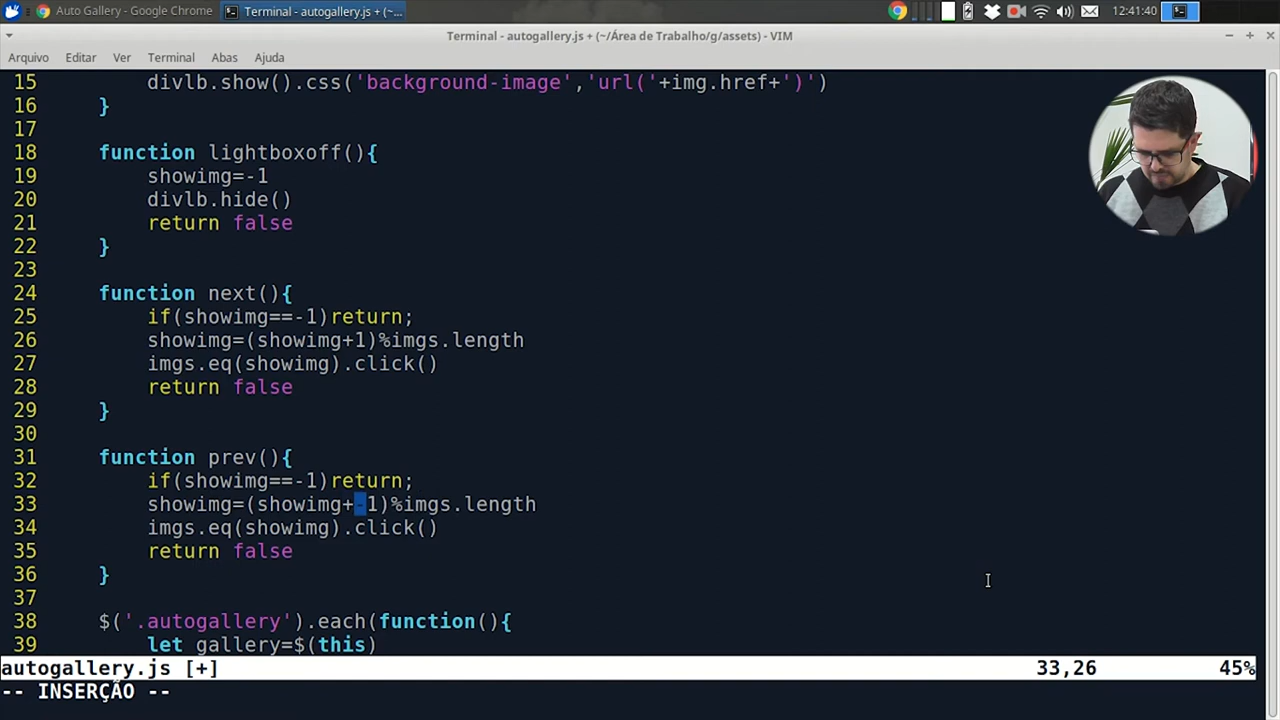 Auto Gallery - Google Chrome
Terminal - autogallery.js + (~/...
12:41:40
Terminal - autogallery.js + (~/Área de Trabalho/g/assets) - VIM
Arquivo Editar Ver Terminal Abas Ajuda
15 divlb.show().css('background-image','url('+img.href+')')
16 }
17
18 function lightboxoff(){
19 showimg=-1
20 divlb.hide()
21 return false
22 }
23
24 function next(){
25 if(showimg==-1)return;
26 showimg=(showimg+1)%imgs.length
27 imgs.eq(showimg).click()
28 return false
29 }
30
31 function prev(){
32 if(showimg==-1)return;
33 showimg=(showimg+-1)%imgs.length
34 imgs.eq(showimg).click()
35 return false
36 }
37
38 $('.autogallery').each(function(){
39 let gallery=$(this)
autogallery.js [+] 33,26 45%
-- INSERÇÃO --